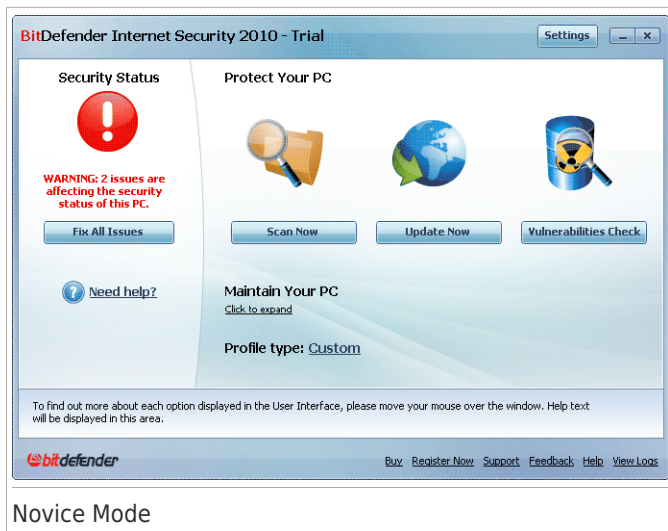 BitDefender Internet Security 2010 - Trial
Settings
Security Status
WARNING: 2 issues are
affecting the security
status of this PC.
Fix All Issues
Need help?
Protect Your PC
Scan Now
Update Now
Vulnerabilities Check
Maintain Your PC
Click to expand
Profile type: Custom
To find out more about each option displayed in the User Interface, please move your mouse over the window. Help text
will be displayed in this area.
bitdefender
Buy Register Now Support Feedback Help View Logs
Novice Mode